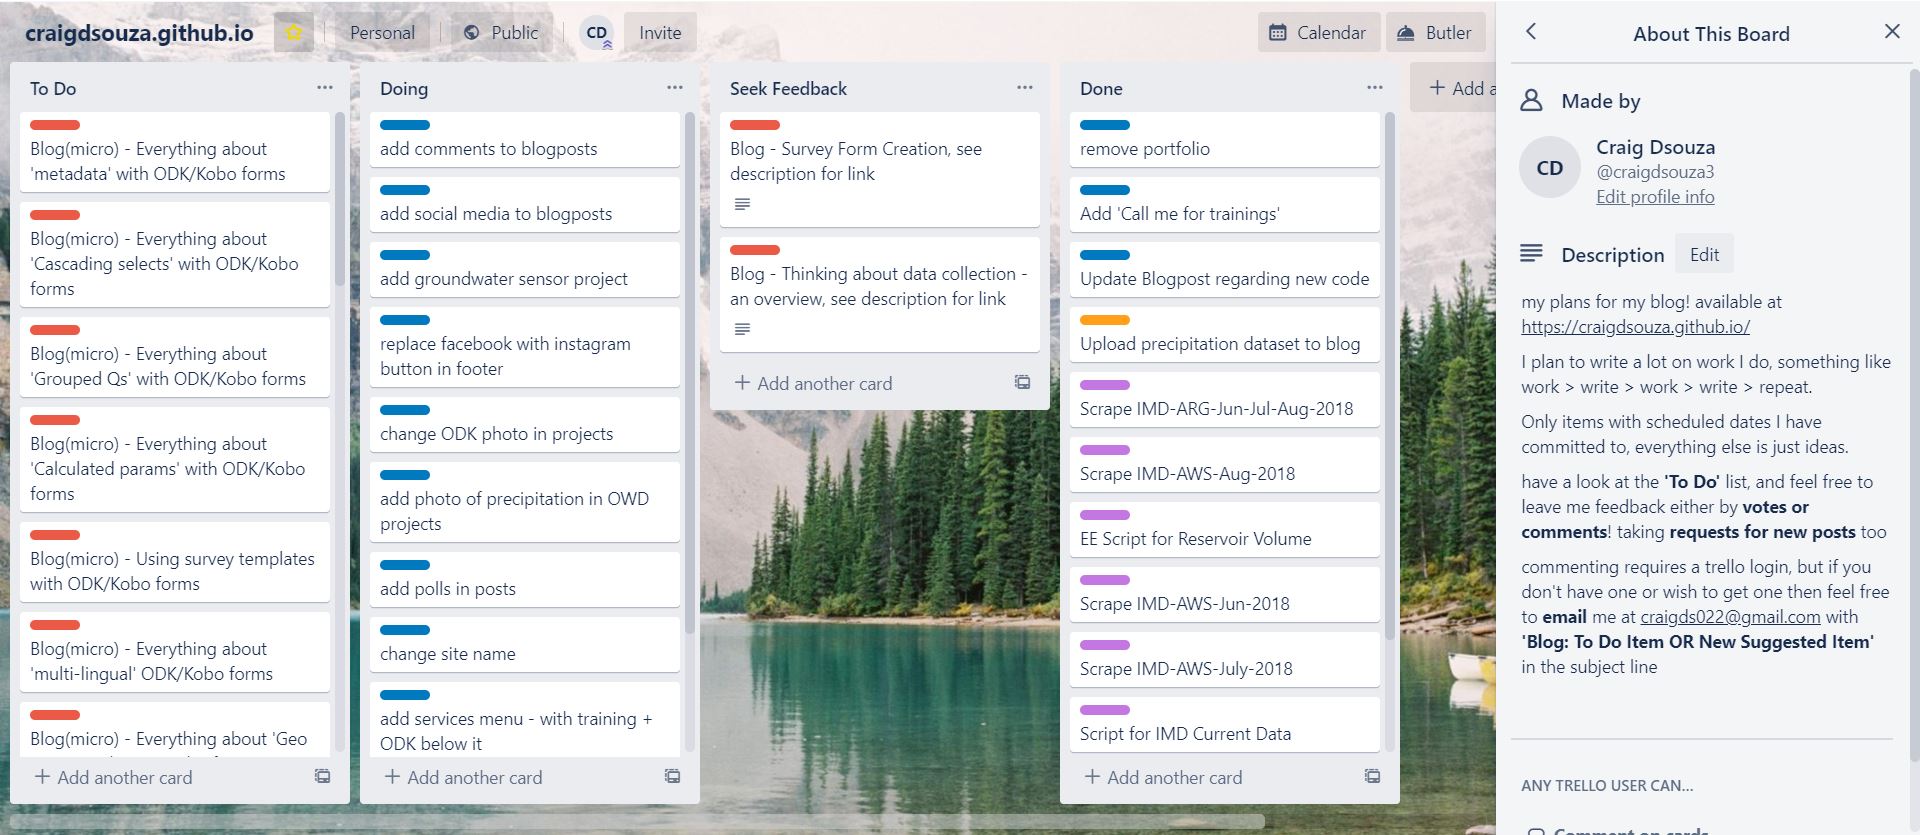 craigdsouza.github.io
Personal
Public
CD
Invite
Calendar
Butler
To Do
Blog(micro) - Everything about
'metadata' with ODK/Kobo forms
Blog(micro) - Everything about
'Cascading selects' with ODK/Kobo
forms
Blog(micro) - Everything about
'Grouped Qs' with ODK/Kobo forms
Blog(micro) - Everything about
'Calculated params' with ODK/Kobo
forms
Blog(micro) - Using survey templates
with ODK/Kobo forms
Blog(micro) - Everything about
'multi-lingual' ODK/Kobo forms
Blog(micro) - Everything about 'Geo
+ Add another card
Doing
add comments to blogposts
add social media to blogposts
add groundwater sensor project
replace facebook with instagram
button in footer
change ODK photo in projects
add photo of precipitation in OWD
projects
add polls in posts
change site name
add services menu - with training +
ODK below it
+ Add another card
Seek Feedback
Blog - Survey Form Creation, see
description for link
Blog - Thinking about data collection -
an overview, see description for link
+ Add another card
Done
remove portfolio
Add 'Call me for trainings'
Update Blogpost regarding new code
Upload precipitation dataset to blog
Scrape IMD-ARG-Jun-Jul-Aug-2018
Scrape IMD-AWS-Aug-2018
EE Script for Reservoir Volume
Scrape IMD-AWS-Jun-2018
Scrape IMD-AWS-July-2018
Script for IMD Current Data
+ Add another card
+ Add a
About This Board
Made by
CD
Craig Dsouza
@craigdsouza3
Edit profile info
Description
Edit
my plans for my blog! available at
https://craigdsouza.github.io/
I plan to write a lot on work I do, something like
work > write > work > write > repeat.
Only items with scheduled dates I have
committed to, everything else is just ideas.
have a look at the 'To Do' list, and feel free to
leave me feedback either by votes or
comments! taking requests for new posts too
commenting requires a trello login, but if you
don't have one or wish to get one then feel free
to email me at craigds022@gmail.com with
'Blog: To Do Item OR New Suggested Item'
in the subject line
ANY TRELLO USER CAN...
Comment on cards